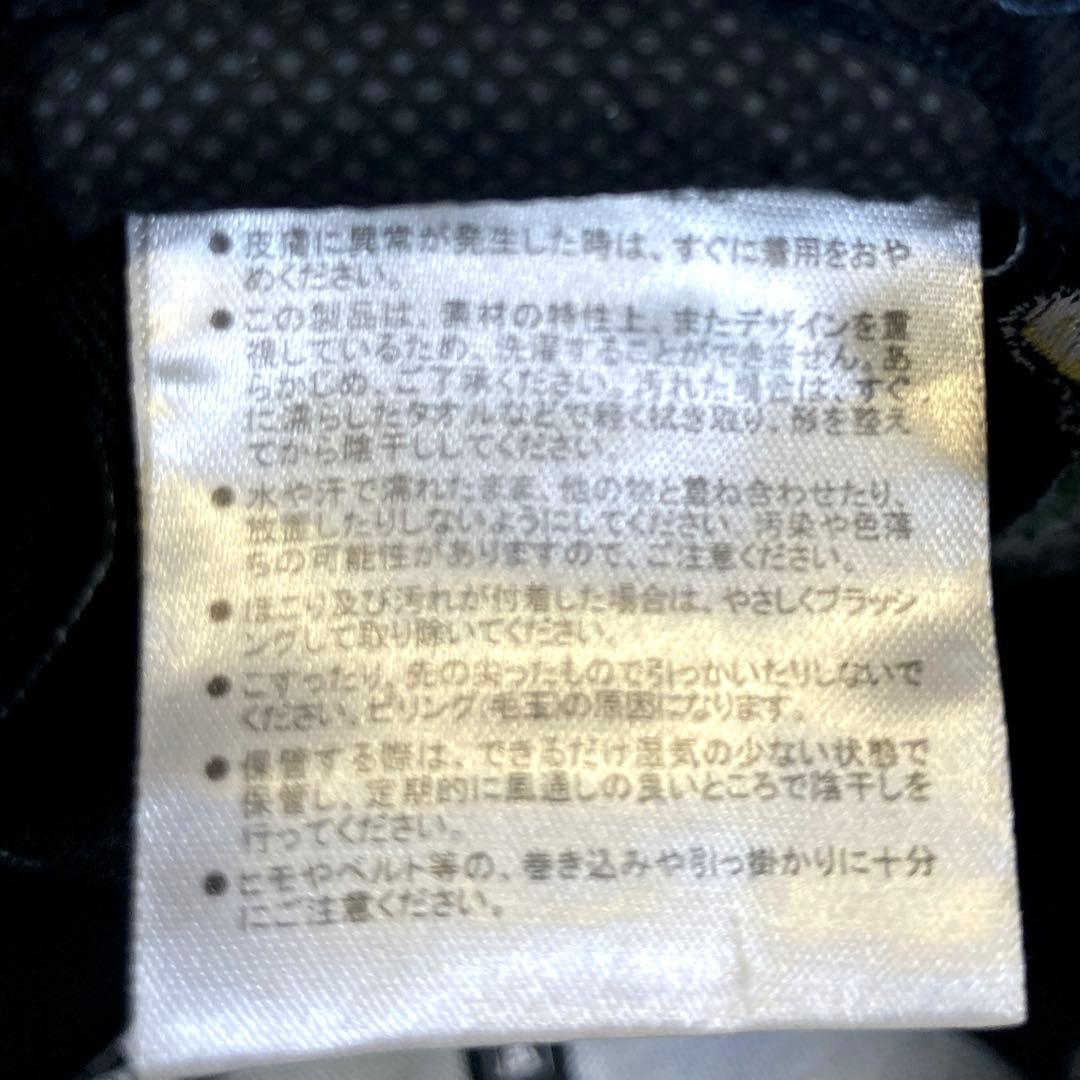 ● 皮膚に異常が発生した時は、すぐに着用をおや
めください。
● この製品は、素材の特性上、またデザインを重
視しているため、洗濯することができません。あ
らかじめ、ご了承ください。汚れた場合は、すぐ
に濡らしたタオルなどで軽く拭き取り、形を整え
てから陰干ししてください。
● 水や汗で濡れたまま、他の物と重ね合わせたり、
放置したりしないようにしてください。汚染や色落
ちの可能性がありますので、ご注意ください。
● ほこり及び汚れが付着した場合は、やさしくブラッシ
ングして取り除いてください。
● こすったり、先の尖ったもので引っかいたりしないで
ください。ピリング(毛玉)の原因になります。
● 保管する際は、できるだけ湿気の少ない状態で
保管し、定期的に風通しの良いところで陰干しを
行ってください。
● ヒモやベルト等の、巻き込みや引っ掛かりに十分
にご注意ください。